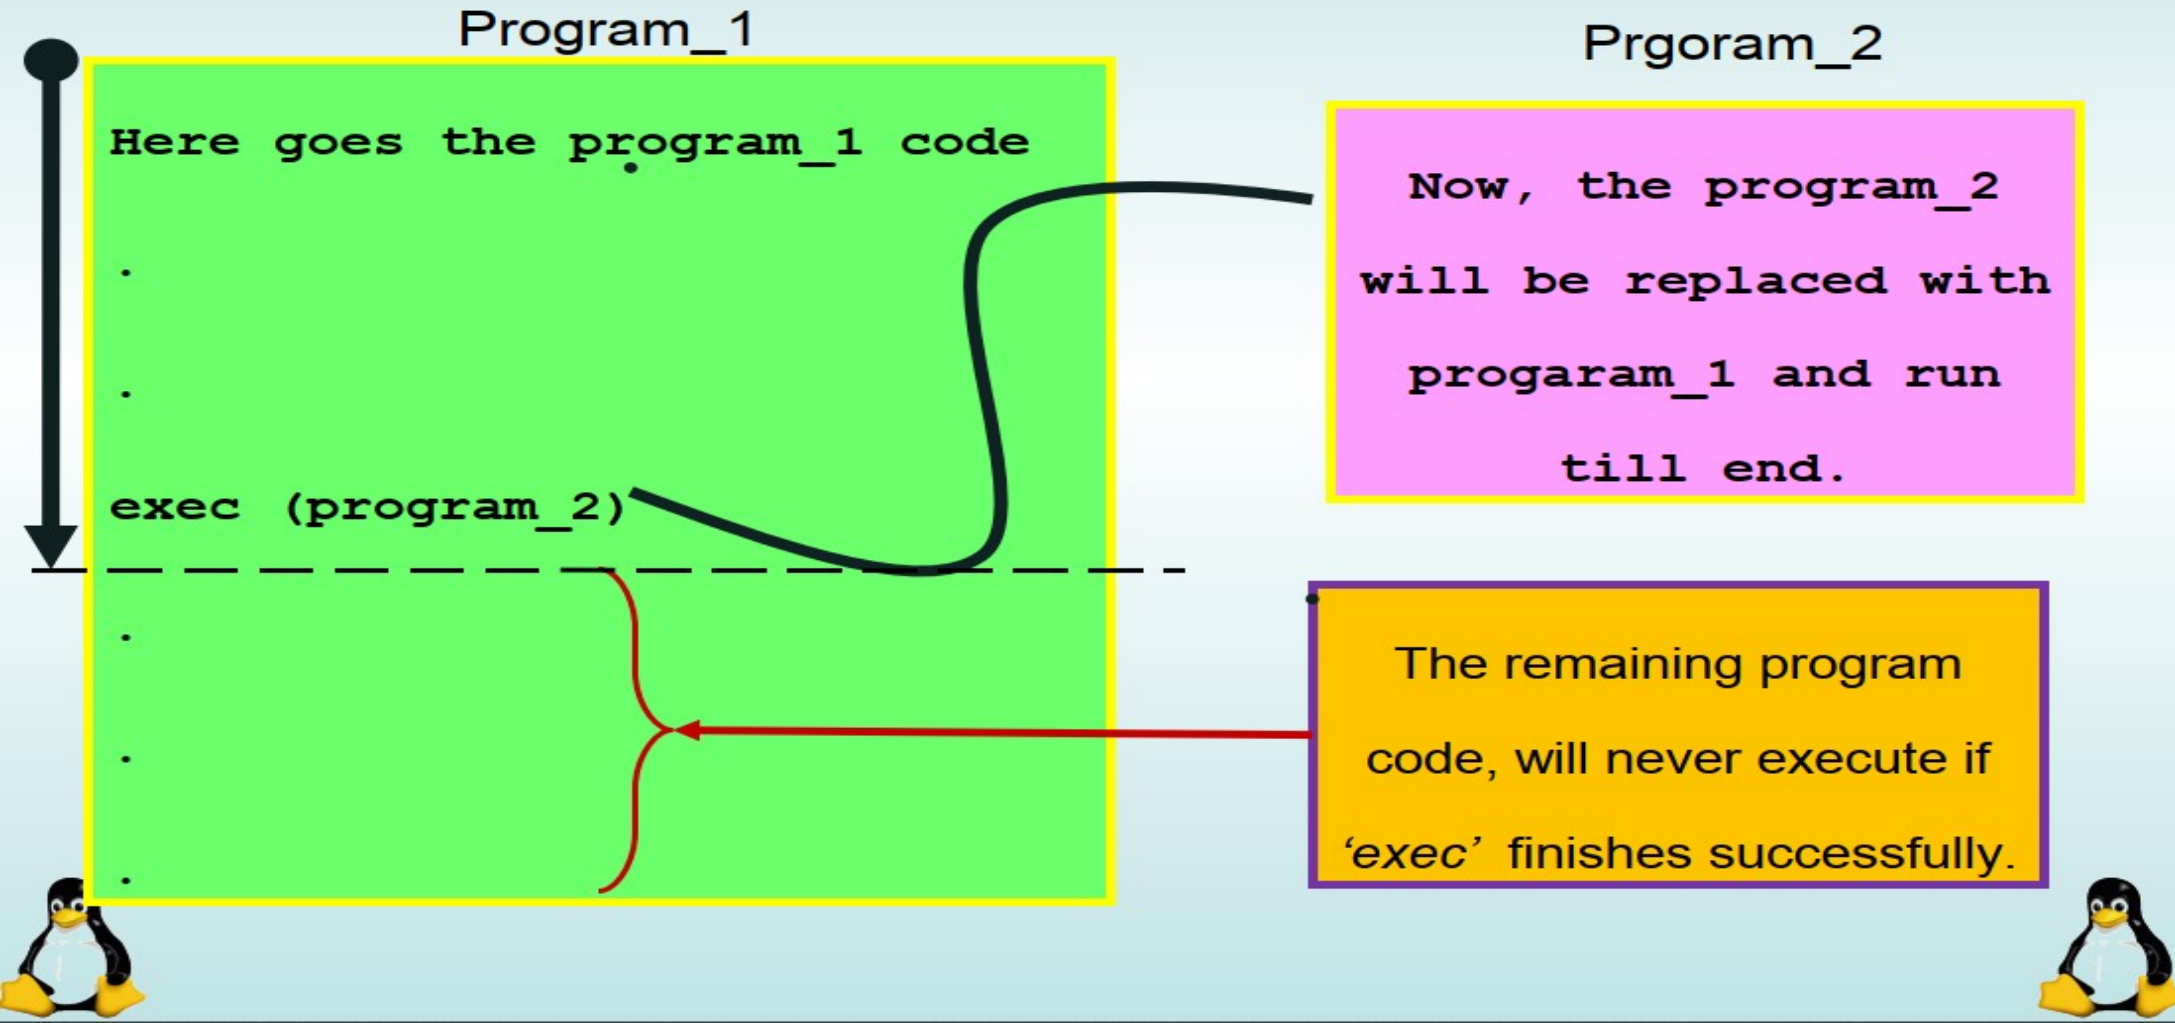 Program_1
Here goes the program_1 code
.
.
exec (program_2)
.
.
.
Prgoram_2
Now, the program_2
will be replaced with
progaram_1 and run
till end.
The remaining program
code, will never execute if
‘exec’ finishes successfully.